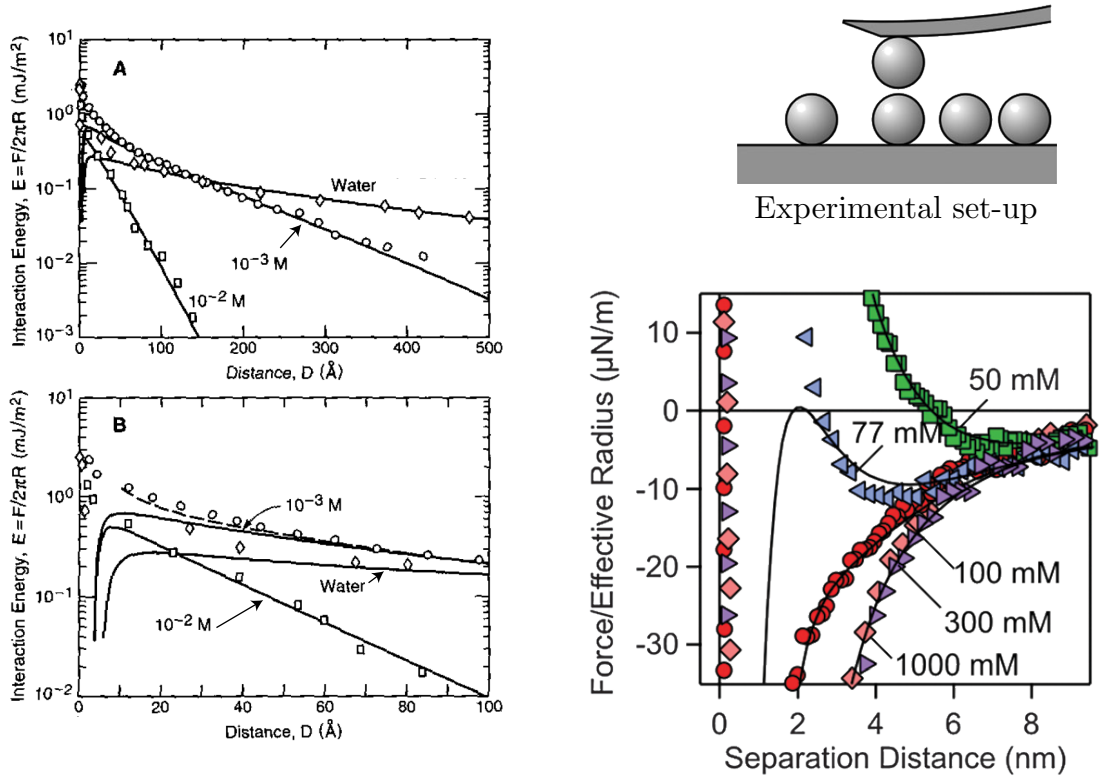 Interaction Energy, E = F/2πR (mJ/m²)
A
10¹
10⁰
10⁻¹
10⁻²
10⁻³
Water
10⁻³ M
10⁻² M
0
100
200
300
400
500
Distance, D (Å)
Interaction Energy, E = F/2πR (mJ/m²)
B
10¹
10⁰
10⁻¹
10⁻²
10⁻³ M
Water
10⁻² M
0
20
40
60
80
100
Distance, D (Å)
Experimental set-up
Force/Effective Radius (μN/m)
10
0
-10
-20
-30
50 mM
77 mM
100 mM
300 mM
1000 mM
0
2
4
6
8
Separation Distance (nm)